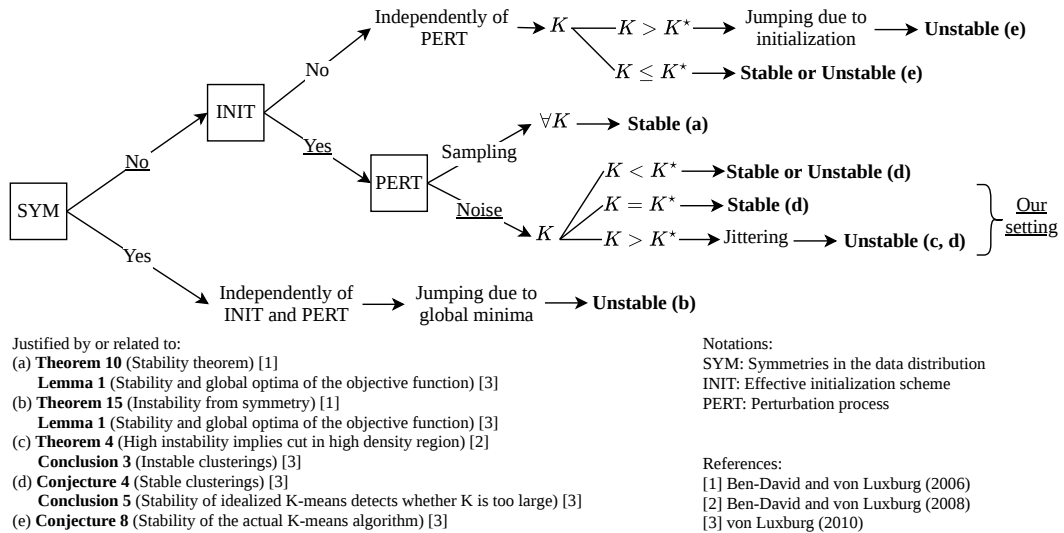 Independently of
PERT
K
K > K⋆
Jumping due to
initialization
Unstable (e)
K ≤ K⋆
Stable or Unstable (e)
No
INIT
Yes
∀K
Stable (a)
Sampling
PERT
Noise
K
K < K⋆
Stable or Unstable (d)
K = K⋆
Stable (d)
K > K⋆
Jittering
Unstable (c, d)
Our
setting
No
SYM
Yes
Independently of
INIT and PERT
Jumping due to
global minima
Unstable (b)
Justified by or related to:
(a) Theorem 10 (Stability theorem) [1]
Lemma 1 (Stability and global optima of the objective function) [3]
(b) Theorem 15 (Instability from symmetry) [1]
Lemma 1 (Stability and global optima of the objective function) [3]
(c) Theorem 4 (High instability implies cut in high density region) [2]
Conclusion 3 (Instable clusterings) [3]
(d) Conjecture 4 (Stable clusterings) [3]
Conclusion 5 (Stability of idealized K-means detects whether K is too large) [3]
(e) Conjecture 8 (Stability of the actual K-means algorithm) [3]
Notations:
SYM: Symmetries in the data distribution
INIT: Effective initialization scheme
PERT: Perturbation process
References:
[1] Ben-David and von Luxburg (2006)
[2] Ben-David and von Luxburg (2008)
[3] von Luxburg (2010)